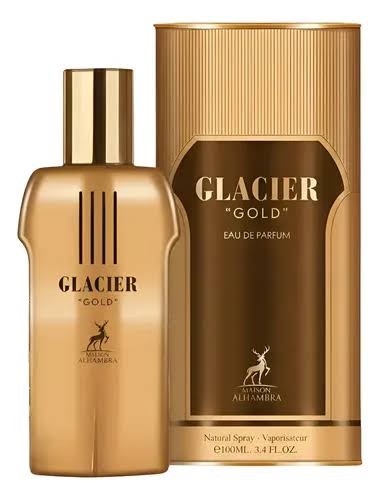 GLACIER
"GOLD"
MAISON
ALHAMBRA
GLACIER
"GOLD"
EAU DE PARFUM
MAISON
ALHAMBRA
Natural Spray - Vaporisateur
℮100ML. 3.4 FL.OZ.